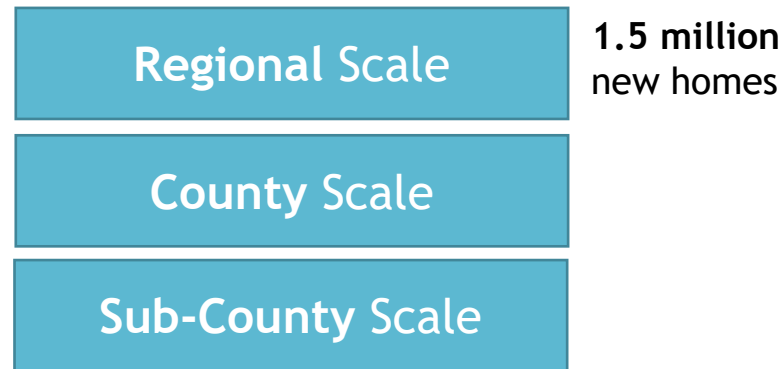 Regional Scale
1.5 million
new homes
County Scale
Sub-County Scale